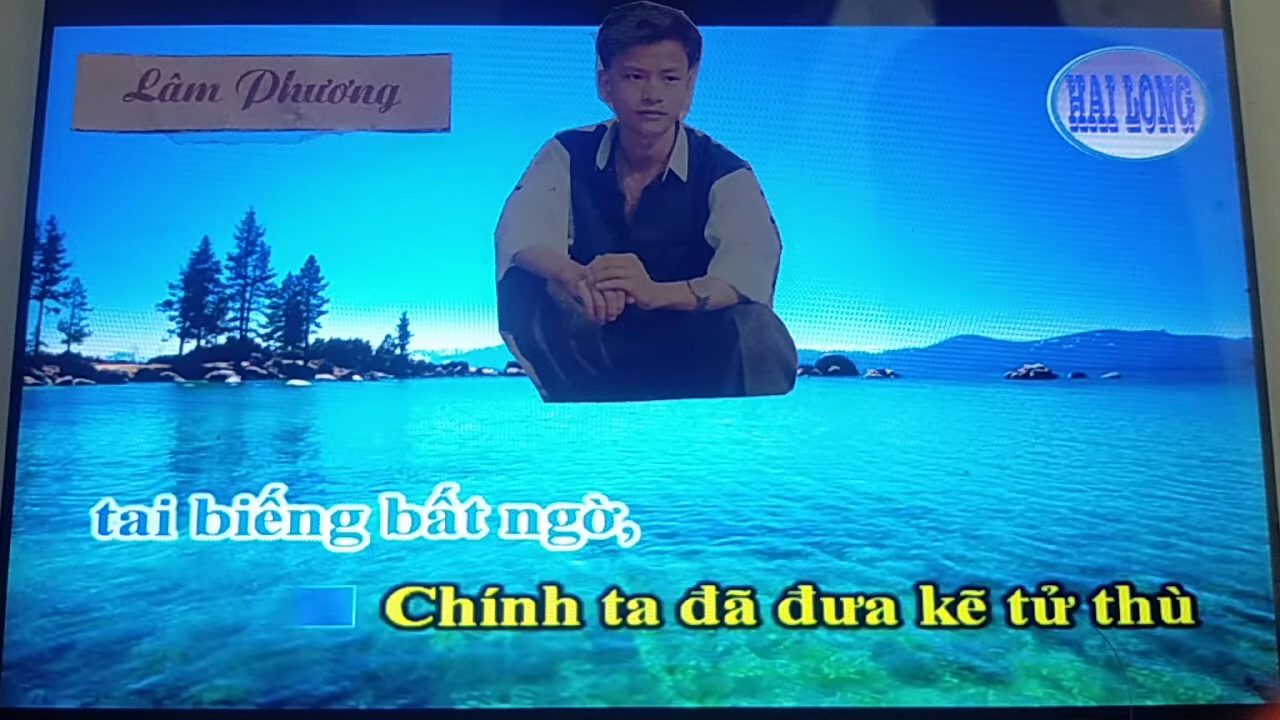 Lâm Phương
HAI LONG
tai biếng bất ngờ,
Chính ta đã đưa kẽ tử thù